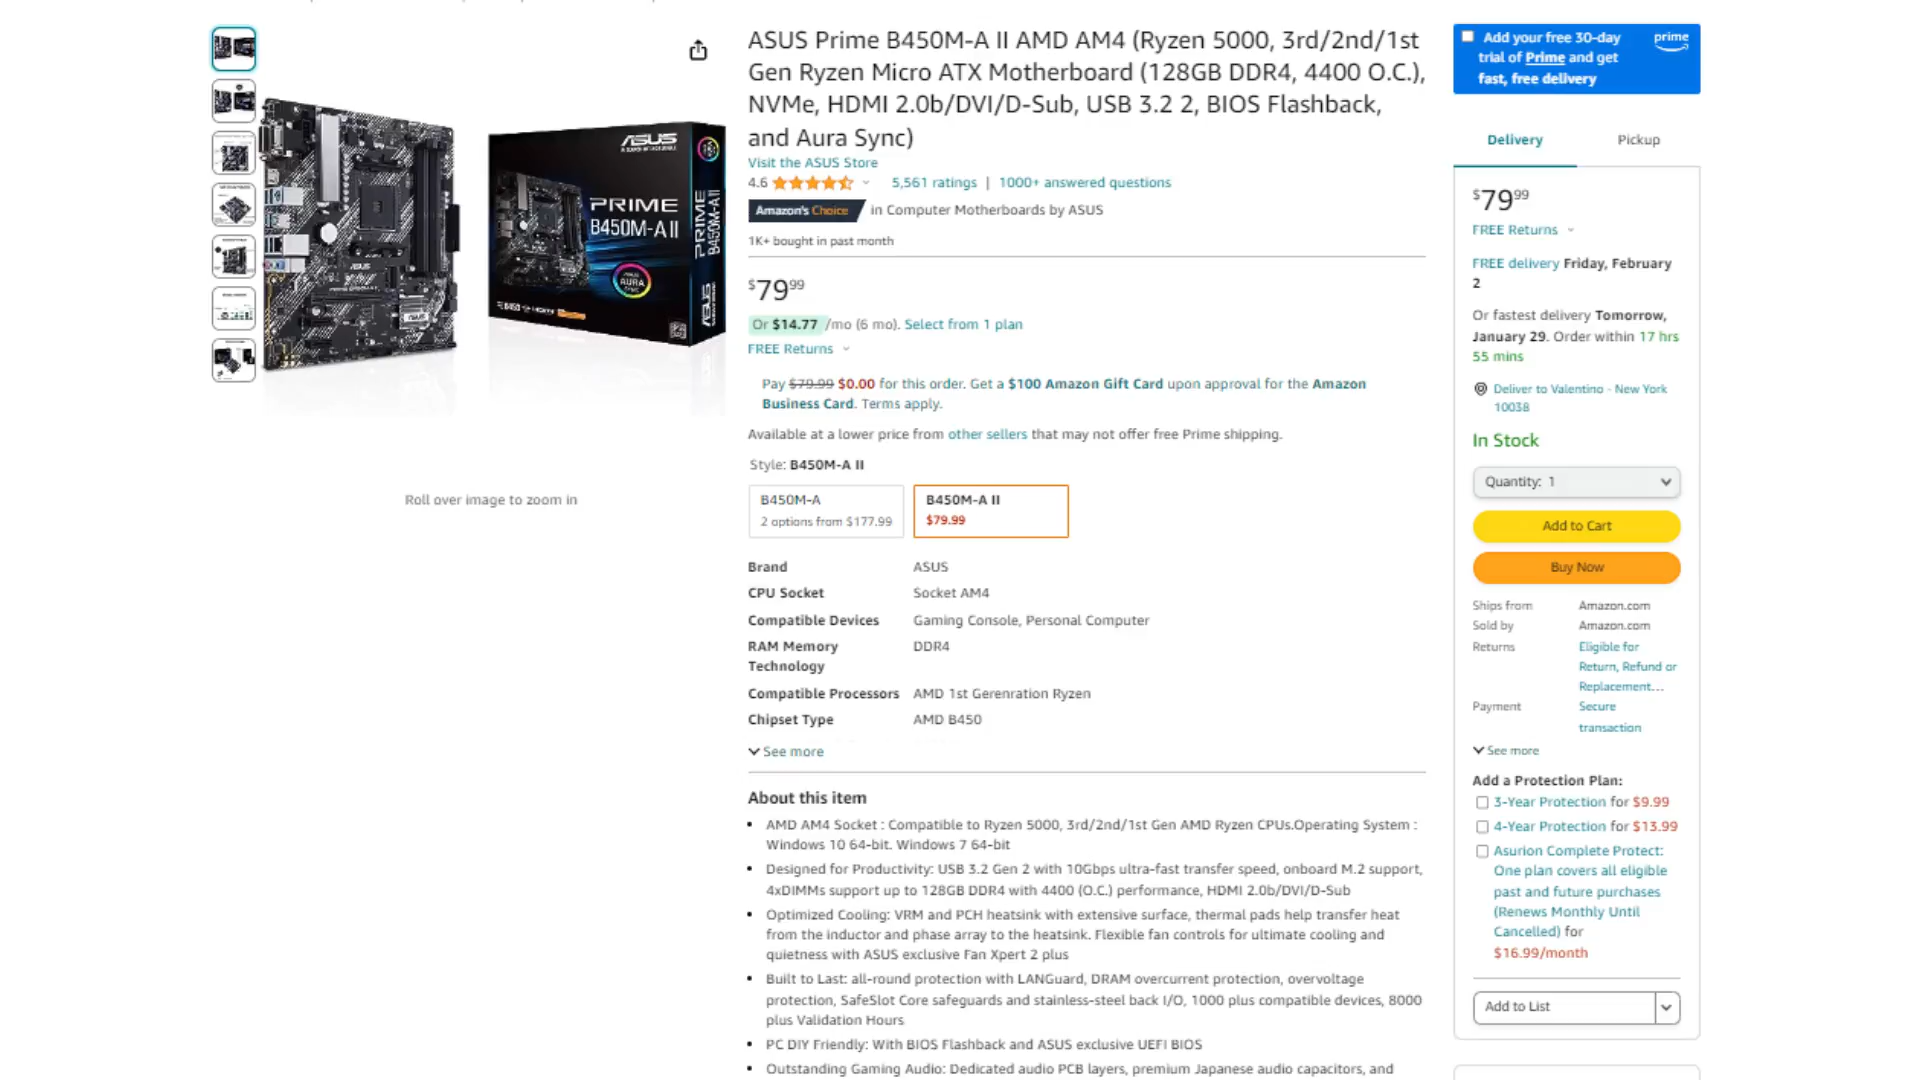 ASUS Prime B450M-A II AMD AM4 (Ryzen 5000, 3rd/2nd/1st
Gen Ryzen Micro ATX Motherboard (128GB DDR4, 4400 O.C.),
NVMe, HDMI 2.0b/DVI/D-Sub, USB 3.2 2, BIOS Flashback,
and Aura Sync)
Visit the ASUS Store
4.6 5,561 ratings | 1000+ answered questions
Amazon's Choice in Computer Motherboards by ASUS
1K+ bought in past month
$79 99
Or $14.77 /mo (6 mo). Select from 1 plan
FREE Returns
Pay $79.99 $0.00 for this order. Get a $100 Amazon Gift Card upon approval for the Amazon
Business Card. Terms apply.
Available at a lower price from other sellers that may not offer free Prime shipping.
Style: B450M-A II
B450M-A
2 options from $177.99
B450M-A II
$79.99
Brand ASUS
CPU Socket Socket AM4
Compatible Devices Gaming Console, Personal Computer
RAM Memory DDR4
Technology
Compatible Processors AMD 1st Gerenration Ryzen
Chipset Type AMD B450
See more
About this item
• AMD AM4 Socket : Compatible to Ryzen 5000, 3rd/2nd/1st Gen AMD Ryzen CPUs.Operating System :
Windows 10 64-bit. Windows 7 64-bit
• Designed for Productivity: USB 3.2 Gen 2 with 10Gbps ultra-fast transfer speed, onboard M.2 support,
4xDIMMs support up to 128GB DDR4 with 4400 (O.C.) performance, HDMI 2.0b/DVI/D-Sub
• Optimized Cooling: VRM and PCH heatsink with extensive surface, thermal pads help transfer heat
from the inductor and phase array to the heatsink. Flexible fan controls for ultimate cooling and
quietness with ASUS exclusive Fan Xpert 2 plus
• Built to Last: all-round protection with LANGuard, DRAM overcurrent protection, overvoltage
protection, SafeSlot Core safeguards and stainless-steel back I/O, 1000 plus compatible devices, 8000
plus Validation Hours
• PC DIY Friendly: With BIOS Flashback and ASUS exclusive UEFI BIOS
• Outstanding Gaming Audio: Dedicated audio PCB layers, premium Japanese audio capacitors, and
ASUS
PRIME
B450M-A II
AURA
SYNC
B450
HDMI
PRIME
B450M-A II
ASUS
ASUS
Roll over image to zoom in
Add your free 30-day
trial of Prime and get
fast, free delivery
prime
Delivery Pickup
$79 99
FREE Returns
FREE delivery Friday, February
2
Or fastest delivery Tomorrow,
January 29. Order within 17 hrs
55 mins
Deliver to Valentino - New York
10038
In Stock
Quantity: 1
Add to Cart
Buy Now
Ships from Amazon.com
Sold by Amazon.com
Returns Eligible for
Return, Refund or
Replacement...
Payment Secure
transaction
See more
Add a Protection Plan:
3-Year Protection for $9.99
4-Year Protection for $13.99
Asurion Complete Protect:
One plan covers all eligible
past and future purchases
(Renews Monthly Until
Cancelled) for
$16.99/month
Add to List